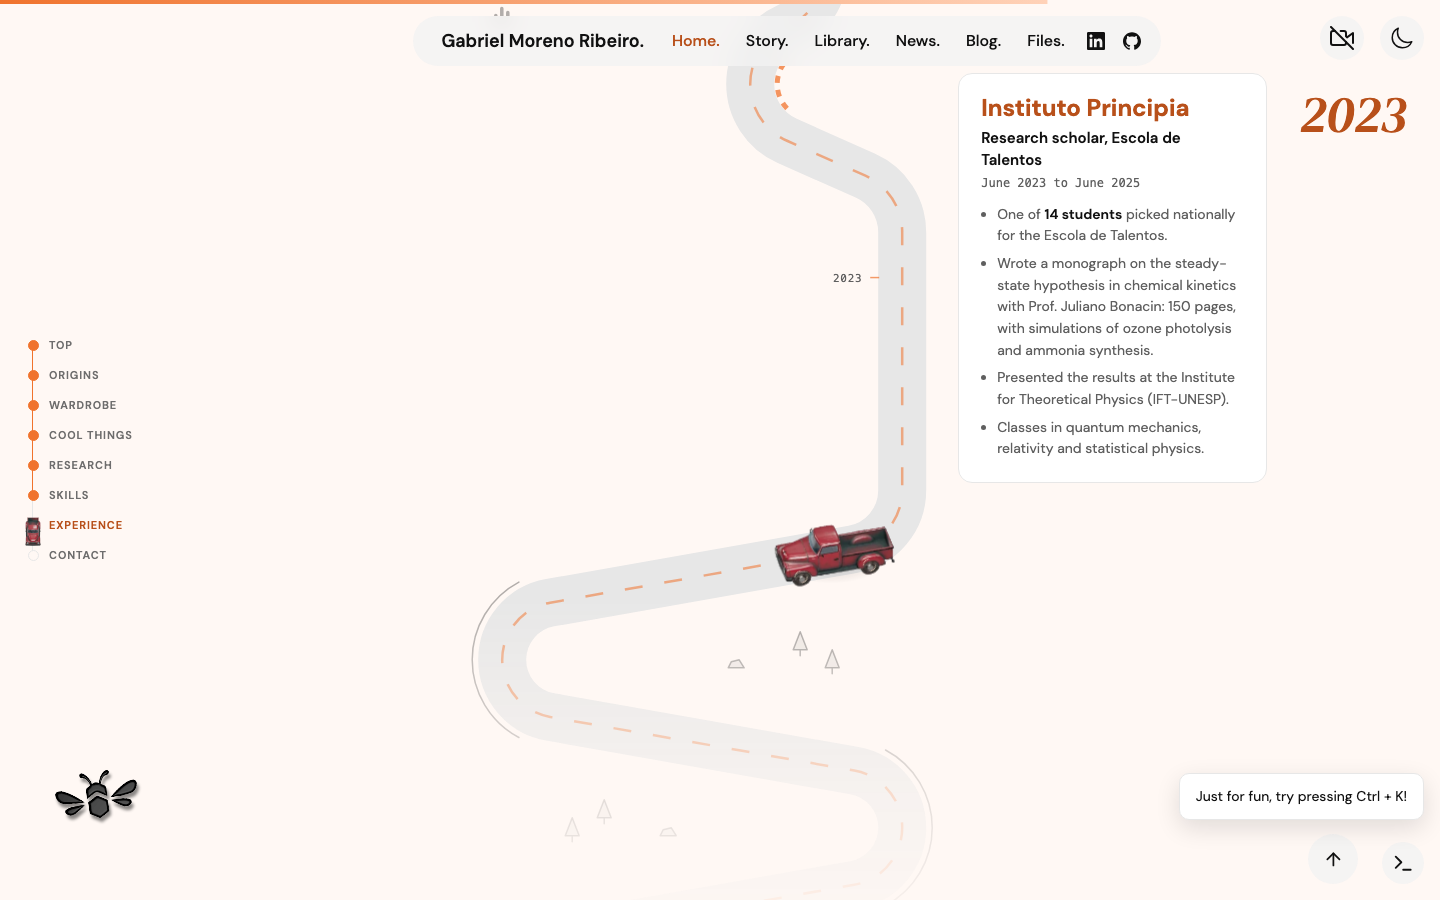 Gabriel Moreno Ribeiro. Home. Story. Library. News. Blog. Files.
Instituto Principia
Research scholar, Escola de
Talentos
June 2023 to June 2025
One of 14 students picked nationally
for the Escola de Talentos.
Wrote a monograph on the steady-
state hypothesis in chemical kinetics
with Prof. Juliano Bonacin: 150 pages,
with simulations of ozone photolysis
and ammonia synthesis.
Presented the results at the Institute
for Theoretical Physics (IFT-UNESP).
Classes in quantum mechanics,
relativity and statistical physics.
2023
2023
TOP
ORIGINS
WARDROBE
COOL THINGS
RESEARCH
SKILLS
EXPERIENCE
CONTACT
Just for fun, try pressing Ctrl + K!